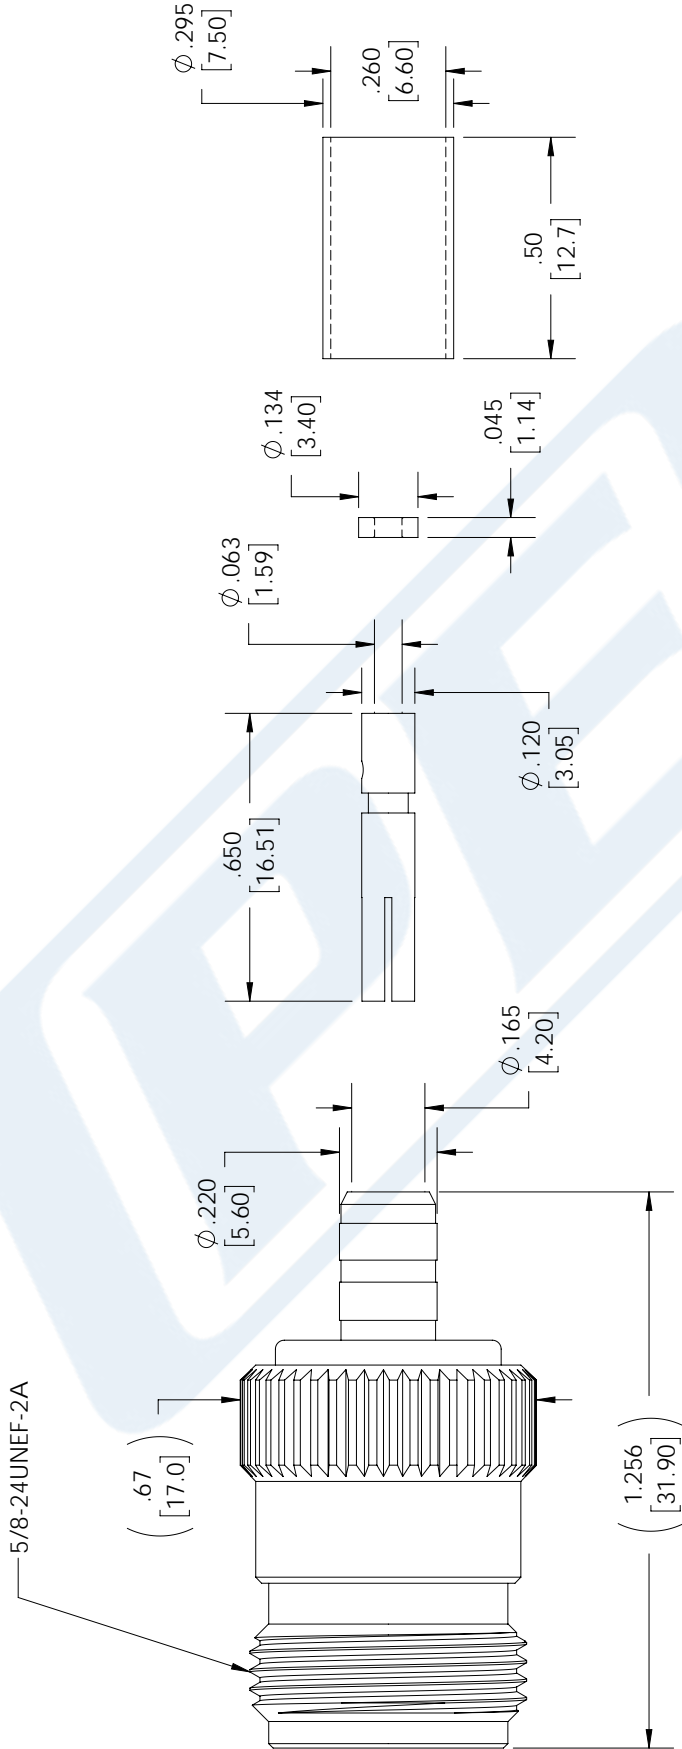 5/8-24UNEF-2A
.67
[17.0]
1.256
[31.90]
Ø.220
[5.60]
Ø.165
[4.20]
.650
[16.51]
Ø.063
[1.59]
Ø.120
[3.05]
Ø.134
[3.40]
.045
[1.14]
Ø.295
[7.50]
.260
[6.60]
.50
[12.7]
PE